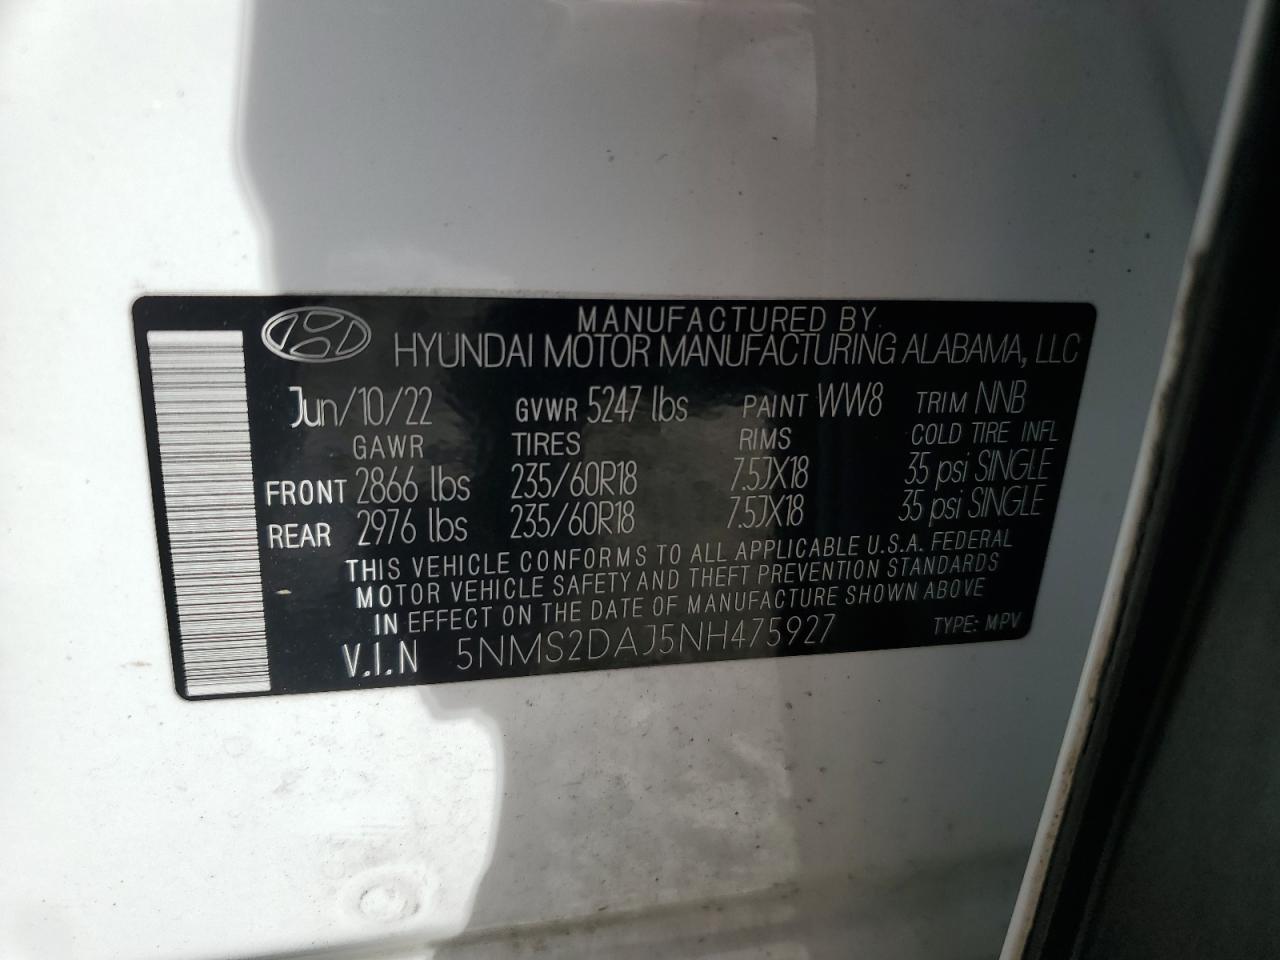 MANUFACTURED BY
HYUNDAI MOTOR MANUFACTURING ALABAMA, LLC
Jun/10/22 GVWR 5247 lbs PAINT WW8 TRIM NNB
GAWR TIRES RIMS COLD TIRE INFL
FRONT 2866 lbs 235/60R18 7.5JX18 35 psi SINGLE
REAR 2976 lbs 235/60R18 7.5JX18 35 psi SINGLE
THIS VEHICLE CONFORMS TO ALL APPLICABLE U.S.A. FEDERAL
MOTOR VEHICLE SAFETY AND THEFT PREVENTION STANDARDS
IN EFFECT ON THE DATE OF MANUFACTURE SHOWN ABOVE
V.I.N 5NMS2DAJ5NH475927 TYPE: MPV